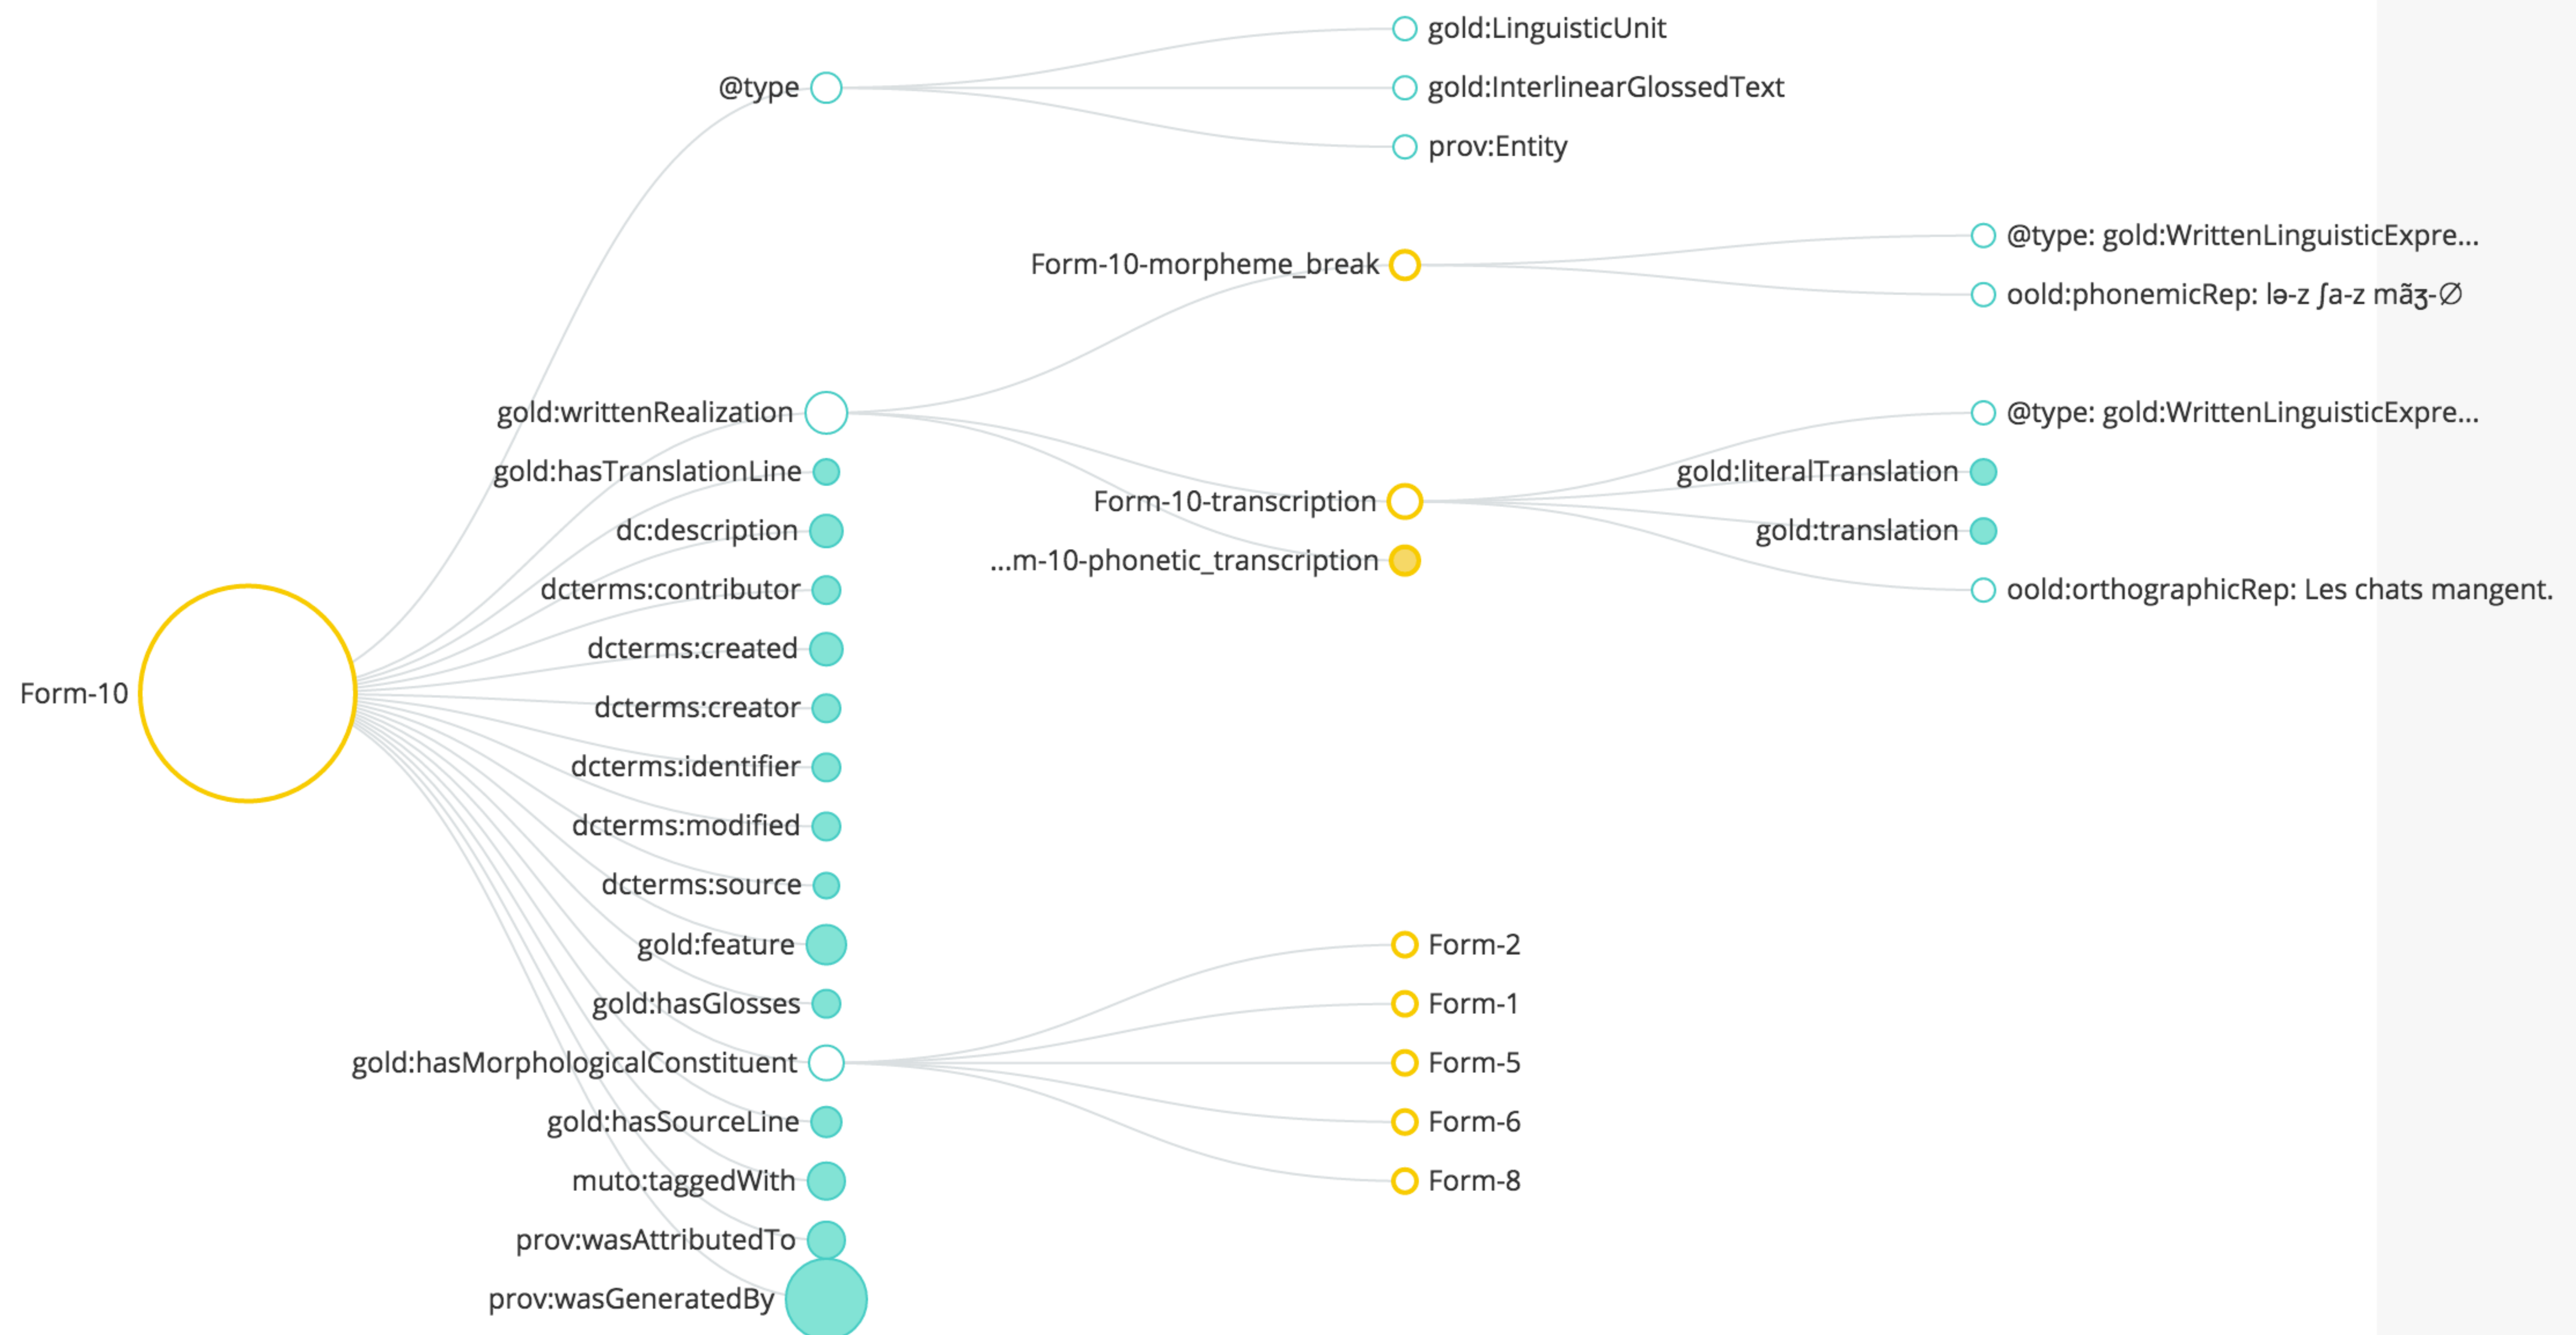 gold:LinguisticUnit
@type
gold:InterlinearGlossedText
prov:Entity
@type: gold:WrittenLinguisticExpre...
Form-10-morpheme_break
oold:phonemicRep: lə-z ʃa-z mãʒ-∅
gold:writtenRealization
@type: gold:WrittenLinguisticExpre...
gold:hasTranslationLine
gold:literalTranslation
Form-10-transcription
dc:description
gold:translation
...m-10-phonetic_transcription
dcterms:contributor
oold:orthographicRep: Les chats mangent.
dcterms:created
Form-10
dcterms:creator
dcterms:identifier
dcterms:modified
dcterms:source
gold:feature
Form-2
gold:hasGlosses
Form-1
gold:hasMorphologicalConstituent
Form-5
gold:hasSourceLine
Form-6
muto:taggedWith
Form-8
prov:wasAttributedTo
prov:wasGeneratedBy